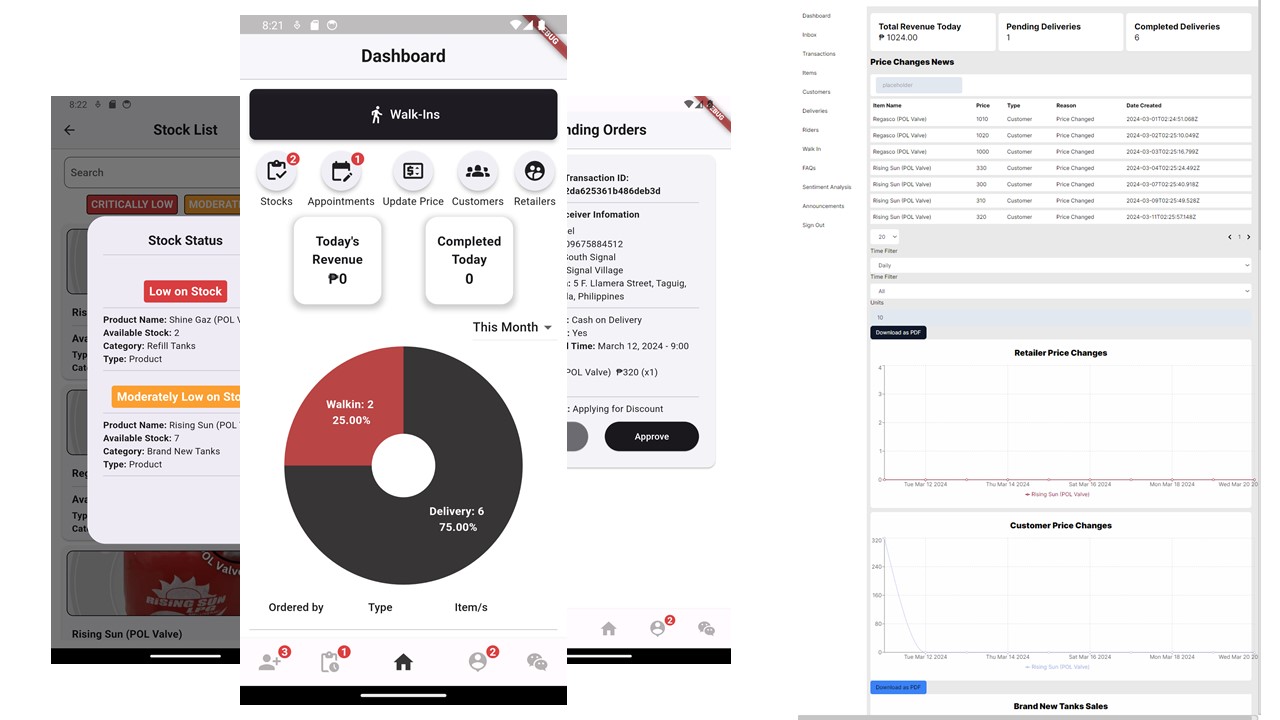 8:22
Stock List
Search
CRITICALLY LOW
MODERAT
Stock Status
Low on Stock
Ris
Product Name: Shine Gaz (POL V
Available Stock: 2
Category: Refill Tanks
Type: Product
Ava
Typ
Cat
Moderately Low on Sto
Product Name: Rising Sun (POL
Available Stock: 7
Category: Brand New Tanks
Type: Product
Reg
Ava
Typ
Cat
OL Valv
RISING SUN
LPG
Rising Sun (POL Valve)
8:21
DEBUG
Dashboard
Walk-Ins
2
1
Stocks
Appointments
Update Price
Customers
Retailers
Today's
Revenue
₱0
Completed
Today
0
This Month
Walkin: 2
25.00%
Delivery: 6
75.00%
Ordered by
Type
Item/s
3
1
2
DEBUG
nding Orders
Transaction ID:
2da625361b486deb3d
ceiver Infomation
el
09675884512
South Signal
Signal Village
n: 5 F. Llamera Street, Taguig,
la, Philippines
: Cash on Delivery
: Yes
l Time: March 12, 2024 - 9:00
POL Valve) ₱320 (x1)
: Applying for Discount
Approve
2
Dashboard
Inbox
Transactions
Items
Customers
Deliveries
Riders
Walk In
FAQs
Sentiment Analysis
Announcements
Sign Out
Total Revenue Today
₱ 1024.00
Pending Deliveries
1
Completed Deliveries
6
Price Changes News
placeholder
Item Name Price Type Reason Date Created
Regasco (POL Valve) 1010 Customer Price Changed 2024-03-01T02:24:51.068Z
Regasco (POL Valve) 1020 Customer Price Changed 2024-03-02T02:25:10.049Z
Regasco (POL Valve) 1000 Customer Price Changed 2024-03-03T02:25:16.799Z
Rising Sun (POL Valve) 330 Customer Price Changed 2024-03-04T02:25:24.492Z
Rising Sun (POL Valve) 300 Customer Price Changed 2024-03-07T02:25:40.918Z
Rising Sun (POL Valve) 310 Customer Price Changed 2024-03-09T02:25:49.528Z
Rising Sun (POL Valve) 320 Customer Price Changed 2024-03-11T02:25:57.148Z
20
1
Time Filter
Daily
Time Filter
All
Units
10
Download as PDF
Retailer Price Changes
4
3
2
1
0
Tue Mar 12 2024 Thu Mar 14 2024 Sat Mar 16 2024 Mon Mar 18 2024 Wed Mar 20 20
Rising Sun (POL Valve)
Customer Price Changes
320
240
160
80
0
Tue Mar 12 2024 Thu Mar 14 2024 Sat Mar 16 2024 Mon Mar 18 2024 Wed Mar 20 20
Rising Sun (POL Valve)
Download as PDF
Brand New Tanks Sales